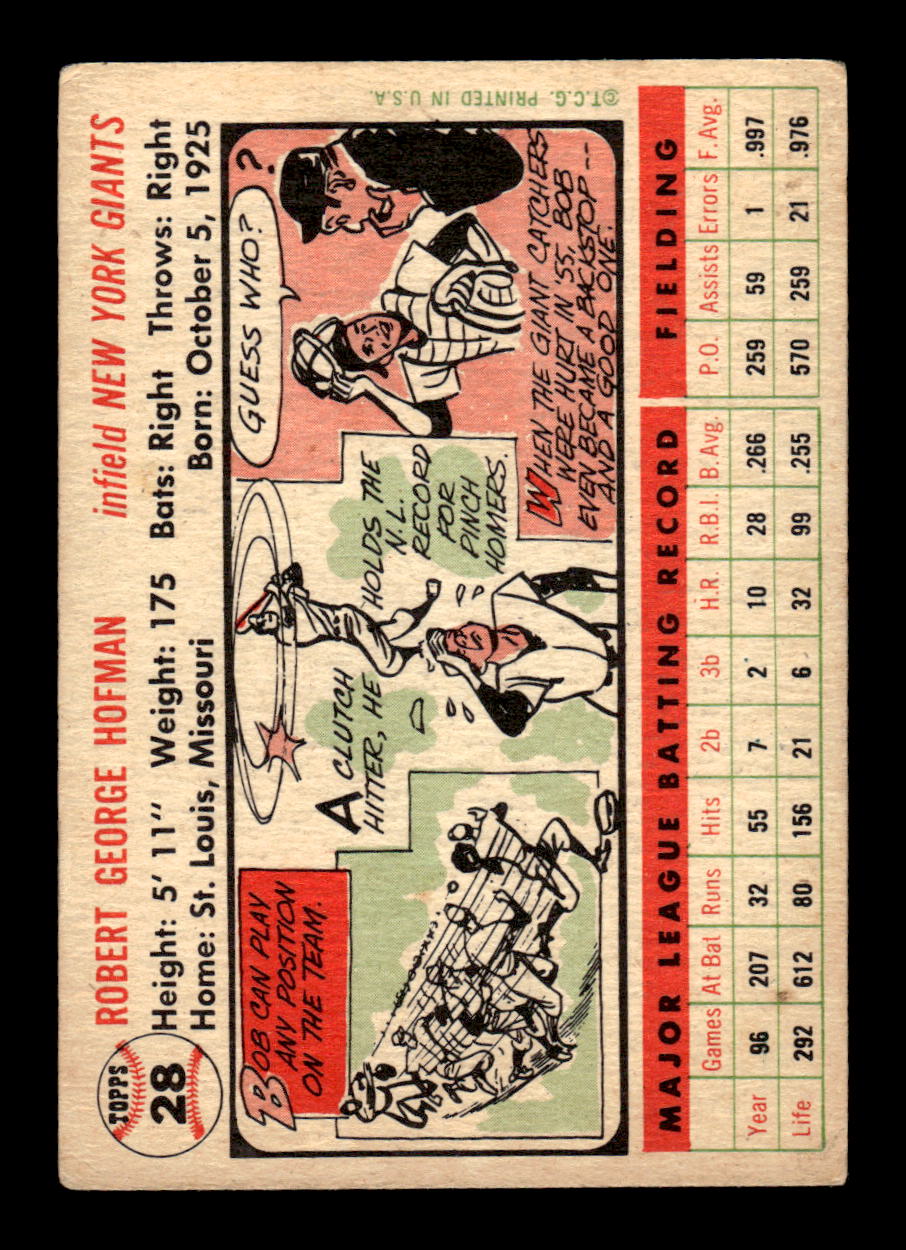 TOPPS
28
ROBERT GEORGE HOFMAN infield NEW YORK GIANTS
Height: 5' 11" Weight: 175 Bats: Right Throws: Right
Home: St. Louis, Missouri Born: October 5, 1925
BOB CAN PLAY
ANY POSITION
ON THE TEAM.
A CLUTCH
HITTER, HE
HOLDS THE
N.L.
RECORD
FOR
PINCH
HOMERS.
GUESS WHO?
?
WHEN THE GIANT CATCHERS
WERE HURT IN '55, BOB
EVEN BECAME A BACKSTOP --
AND A GOOD ONE.
©T.C.G. PRINTED IN U.S.A.
MAJOR LEAGUE BATTING RECORD FIELDING
Games At Bat Runs Hits 2b 3b H.R. R.B.I. B. Avg. P.O. Assists Errors F. Avg.
Year 96 207 32 55 7 2 10 28 .266 259 59 1 .997
Life 292 612 80 156 21 6 32 99 .255 570 259 21 .976